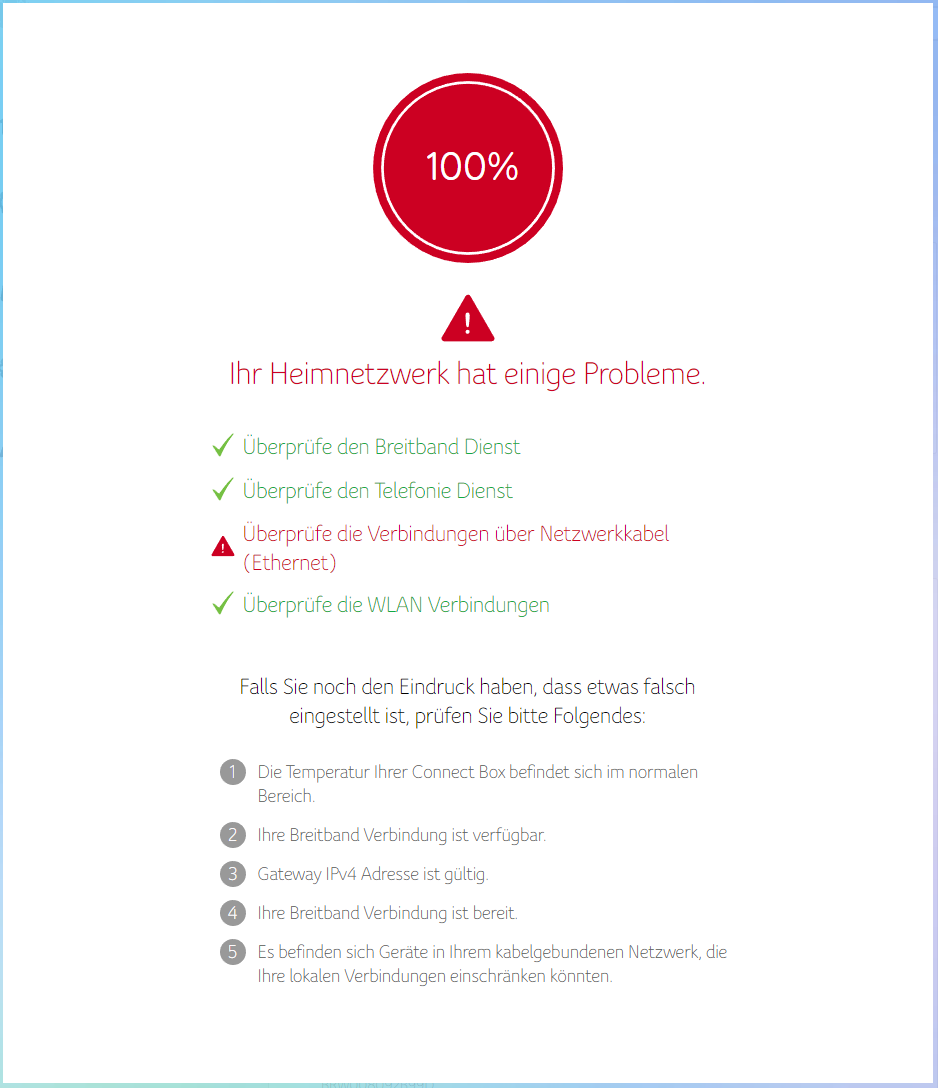 100%
Ihr Heimnetzwerk hat einige Probleme.
Überprüfe den Breitband Dienst
Überprüfe den Telefonie Dienst
Überprüfe die Verbindungen über Netzwerkkabel
(Ethernet)
Überprüfe die WLAN Verbindungen
Falls Sie noch den Eindruck haben, dass etwas falsch
eingestellt ist, prüfen Sie bitte Folgendes:
1 Die Temperatur Ihrer Connect Box befindet sich im normalen
Bereich.
2 Ihre Breitband Verbindung ist verfügbar.
3 Gateway IPv4 Adresse ist gültig.
4 Ihre Breitband Verbindung ist bereit.
5 Es befinden sich Geräte in Ihrem kabelgebundenen Netzwerk, die
Ihre lokalen Verbindungen einschränken könnten.